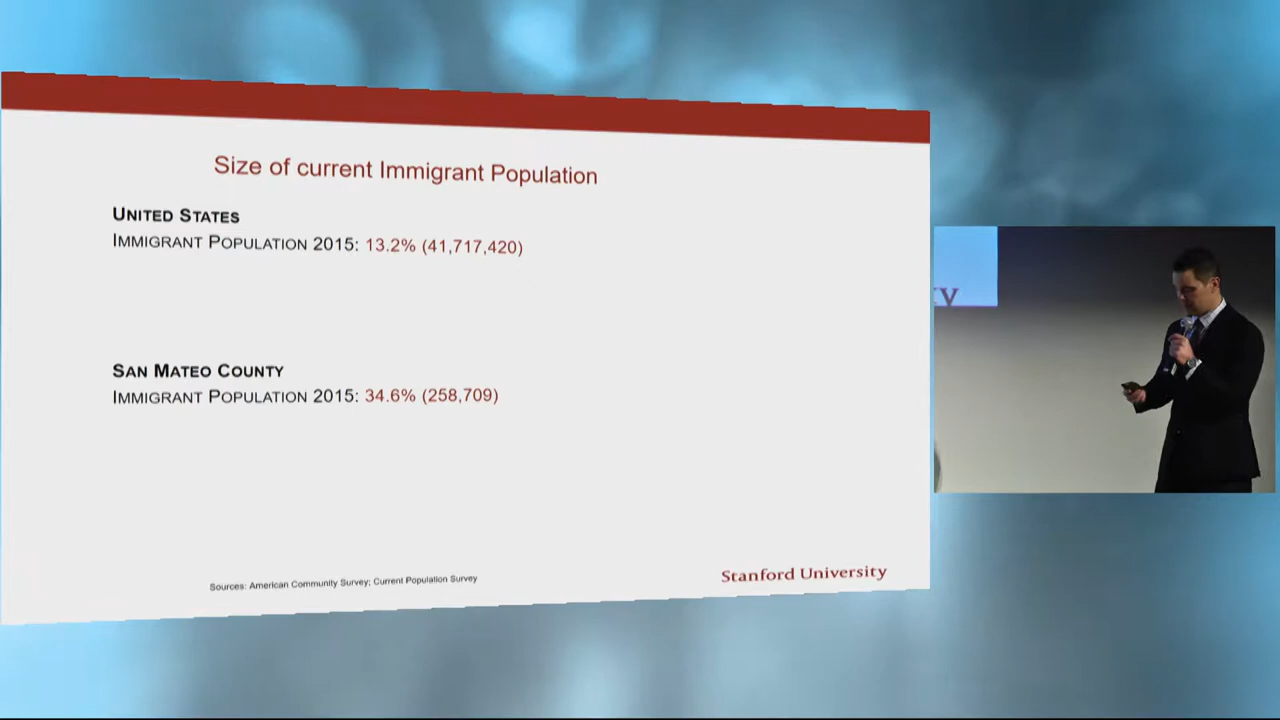 Size of current Immigrant Population
UNITED STATES
IMMIGRANT POPULATION 2015: 13.2% (41,717,420)
SAN MATEO COUNTY
IMMIGRANT POPULATION 2015: 34.6% (258,709)
Sources: American Community Survey; Current Population Survey
Stanford University